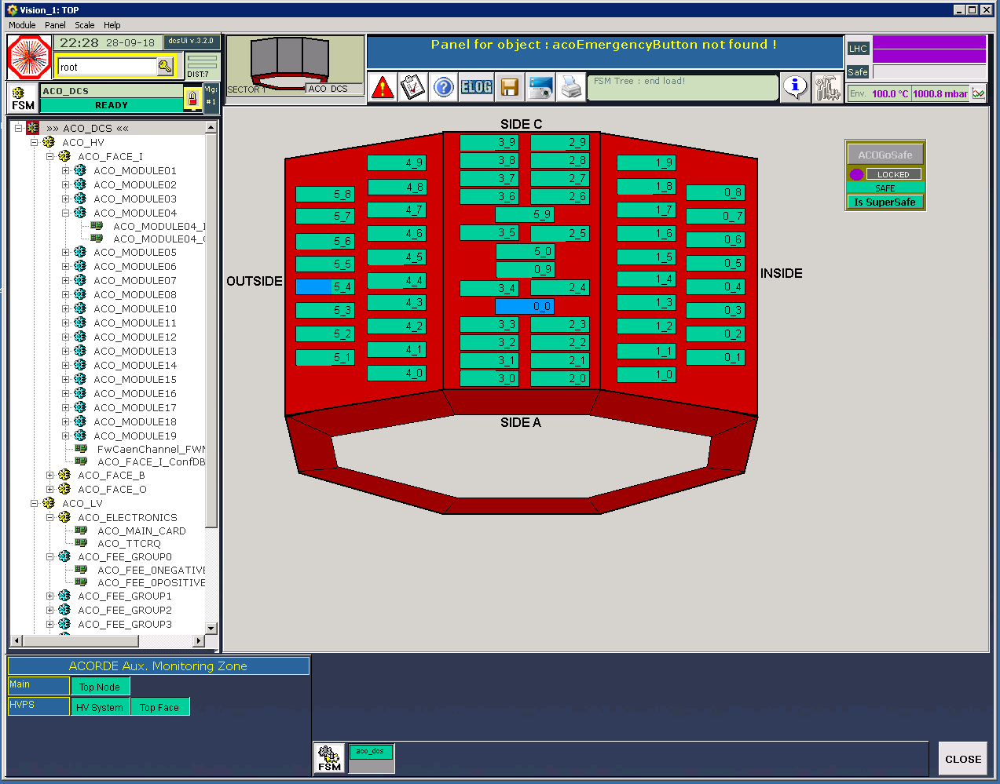 Vision_1: TOP
Module Panel Scale Help
22:28 28-09-18 dcsUi v.3.2.0
root
DIST:7
FSM
ACO_DCS
READY
Mlg:
#1
SECTOR 1
ACO DCS
Panel for object : acoEmergencyButton not found !
ELOG
FSM Tree : end load!
LHC
Safe
Env. 100.0 °C 1000.8 mbar
>> ACO_DCS <<
ACO_HV
ACO_FACE_I
ACO_MODULE01
ACO_MODULE02
ACO_MODULE03
ACO_MODULE04
ACO_MODULE04_
ACO_MODULE04_
ACO_MODULE05
ACO_MODULE06
ACO_MODULE07
ACO_MODULE08
ACO_MODULE10
ACO_MODULE11
ACO_MODULE12
ACO_MODULE13
ACO_MODULE14
ACO_MODULE15
ACO_MODULE16
ACO_MODULE17
ACO_MODULE18
ACO_MODULE19
FwCaenChannel_FWM
ACO_FACE_I_ConfDB
ACO_FACE_B
ACO_FACE_O
ACO_LV
ACO_ELECTRONICS
ACO_MAIN_CARD
ACO_TTCRQ
ACO_FEE_GROUP0
ACO_FEE_0NEGATIVE
ACO_FEE_0POSITIVE
ACO_FEE_GROUP1
ACO_FEE_GROUP2
ACO_FEE_GROUP3
SIDE C
OUTSIDE
5_8
5_7
5_6
5_5
5_4
5_3
5_2
5_1
4_9
4_8
4_7
4_6
4_5
4_4
4_3
4_2
4_1
4_0
3_9 2_9
3_8 2_8
3_7 2_7
3_6 2_6
5_9
3_5 2_5
5_0
0_9
3_4 2_4
0_0
3_3 2_3
3_2 2_2
3_1 2_1
3_0 2_0
1_9
1_8
1_7
1_6
1_5
1_4
1_3
1_2
1_1
1_0
0_8
0_7
0_6
0_5
0_4
0_3
0_2
0_1
INSIDE
SIDE A
ACOGoSafe
LOCKED
SAFE
Is SuperSafe
ACORDE Aux. Monitoring Zone
Main Top Node
HVPS HV System Top Face
FSM
aco_dcs
CLOSE